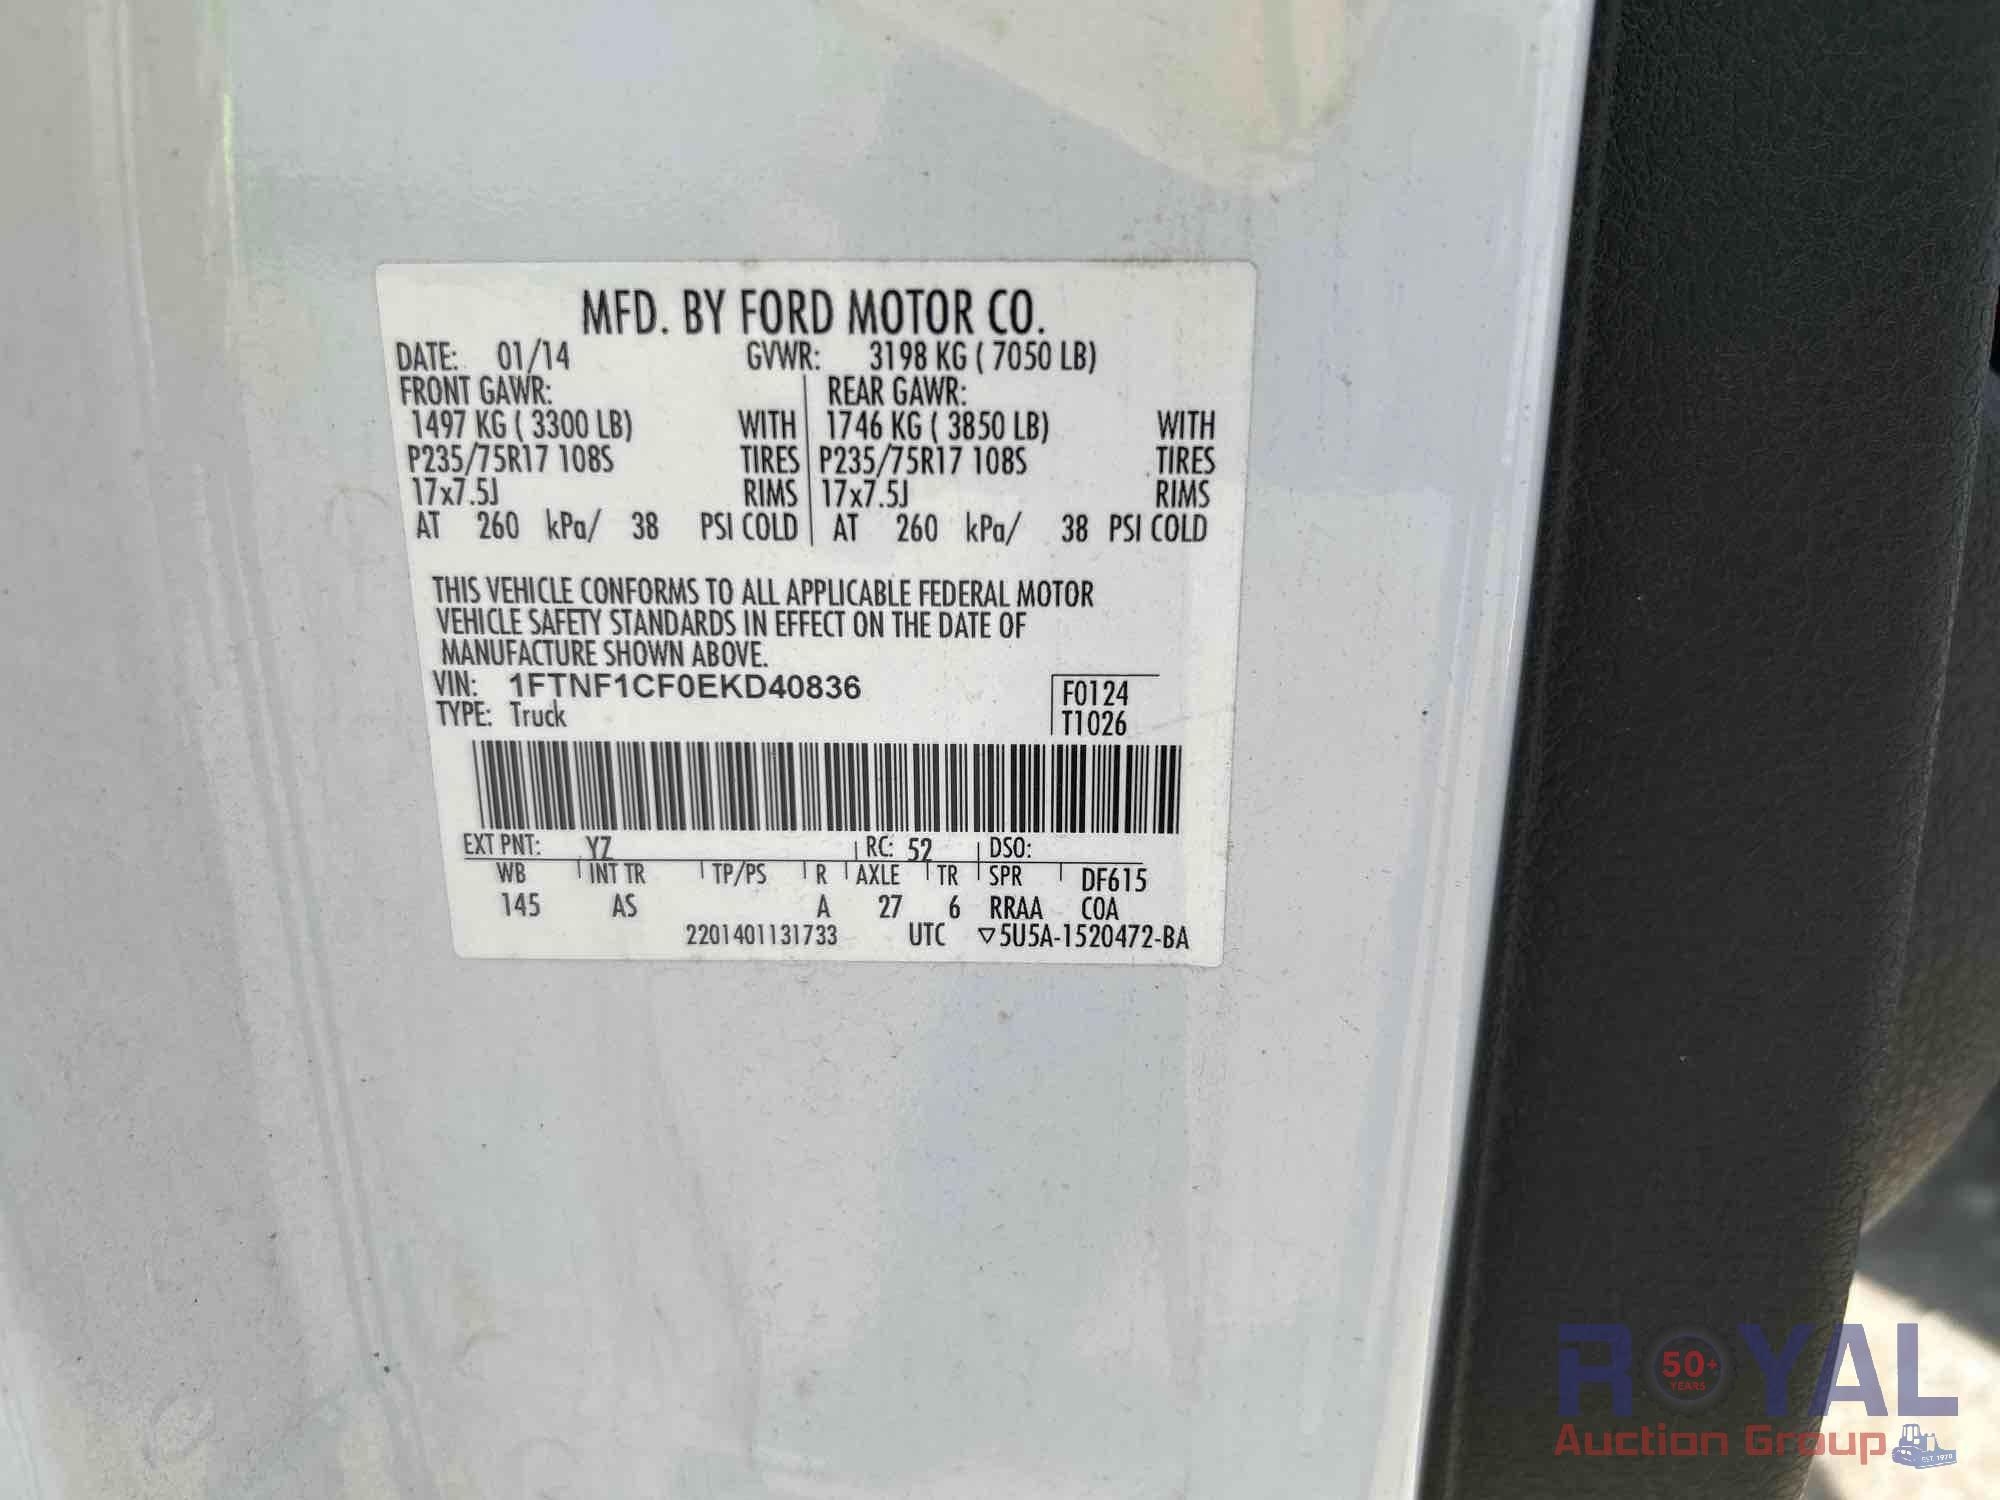 MFD. BY FORD MOTOR CO.
DATE: 01/14 GVWR: 3198 KG ( 7050 LB)
FRONT GAWR: REAR GAWR:
1497 KG ( 3300 LB) WITH 1746 KG ( 3850 LB) WITH
P235/75R17 108S TIRES P235/75R17 108S TIRES
17x7.5J RIMS 17x7.5J RIMS
AT 260 kPa/ 38 PSI COLD AT 260 kPa/ 38 PSI COLD
THIS VEHICLE CONFORMS TO ALL APPLICABLE FEDERAL MOTOR
VEHICLE SAFETY STANDARDS IN EFFECT ON THE DATE OF
MANUFACTURE SHOWN ABOVE.
VIN: 1FTNF1CF0EKD40836 F0124
TYPE: Truck T1026
EXT PNT: YZ RC: 52 DSO:
WB INT TR TP/PS R AXLE TR SPR DF615
145 AS A 27 6 RRAA COA
2201401131733 UTC ▽5U5A-1520472-BA
ROYAL
50+
YEARS
Auction Group
EST. 1970